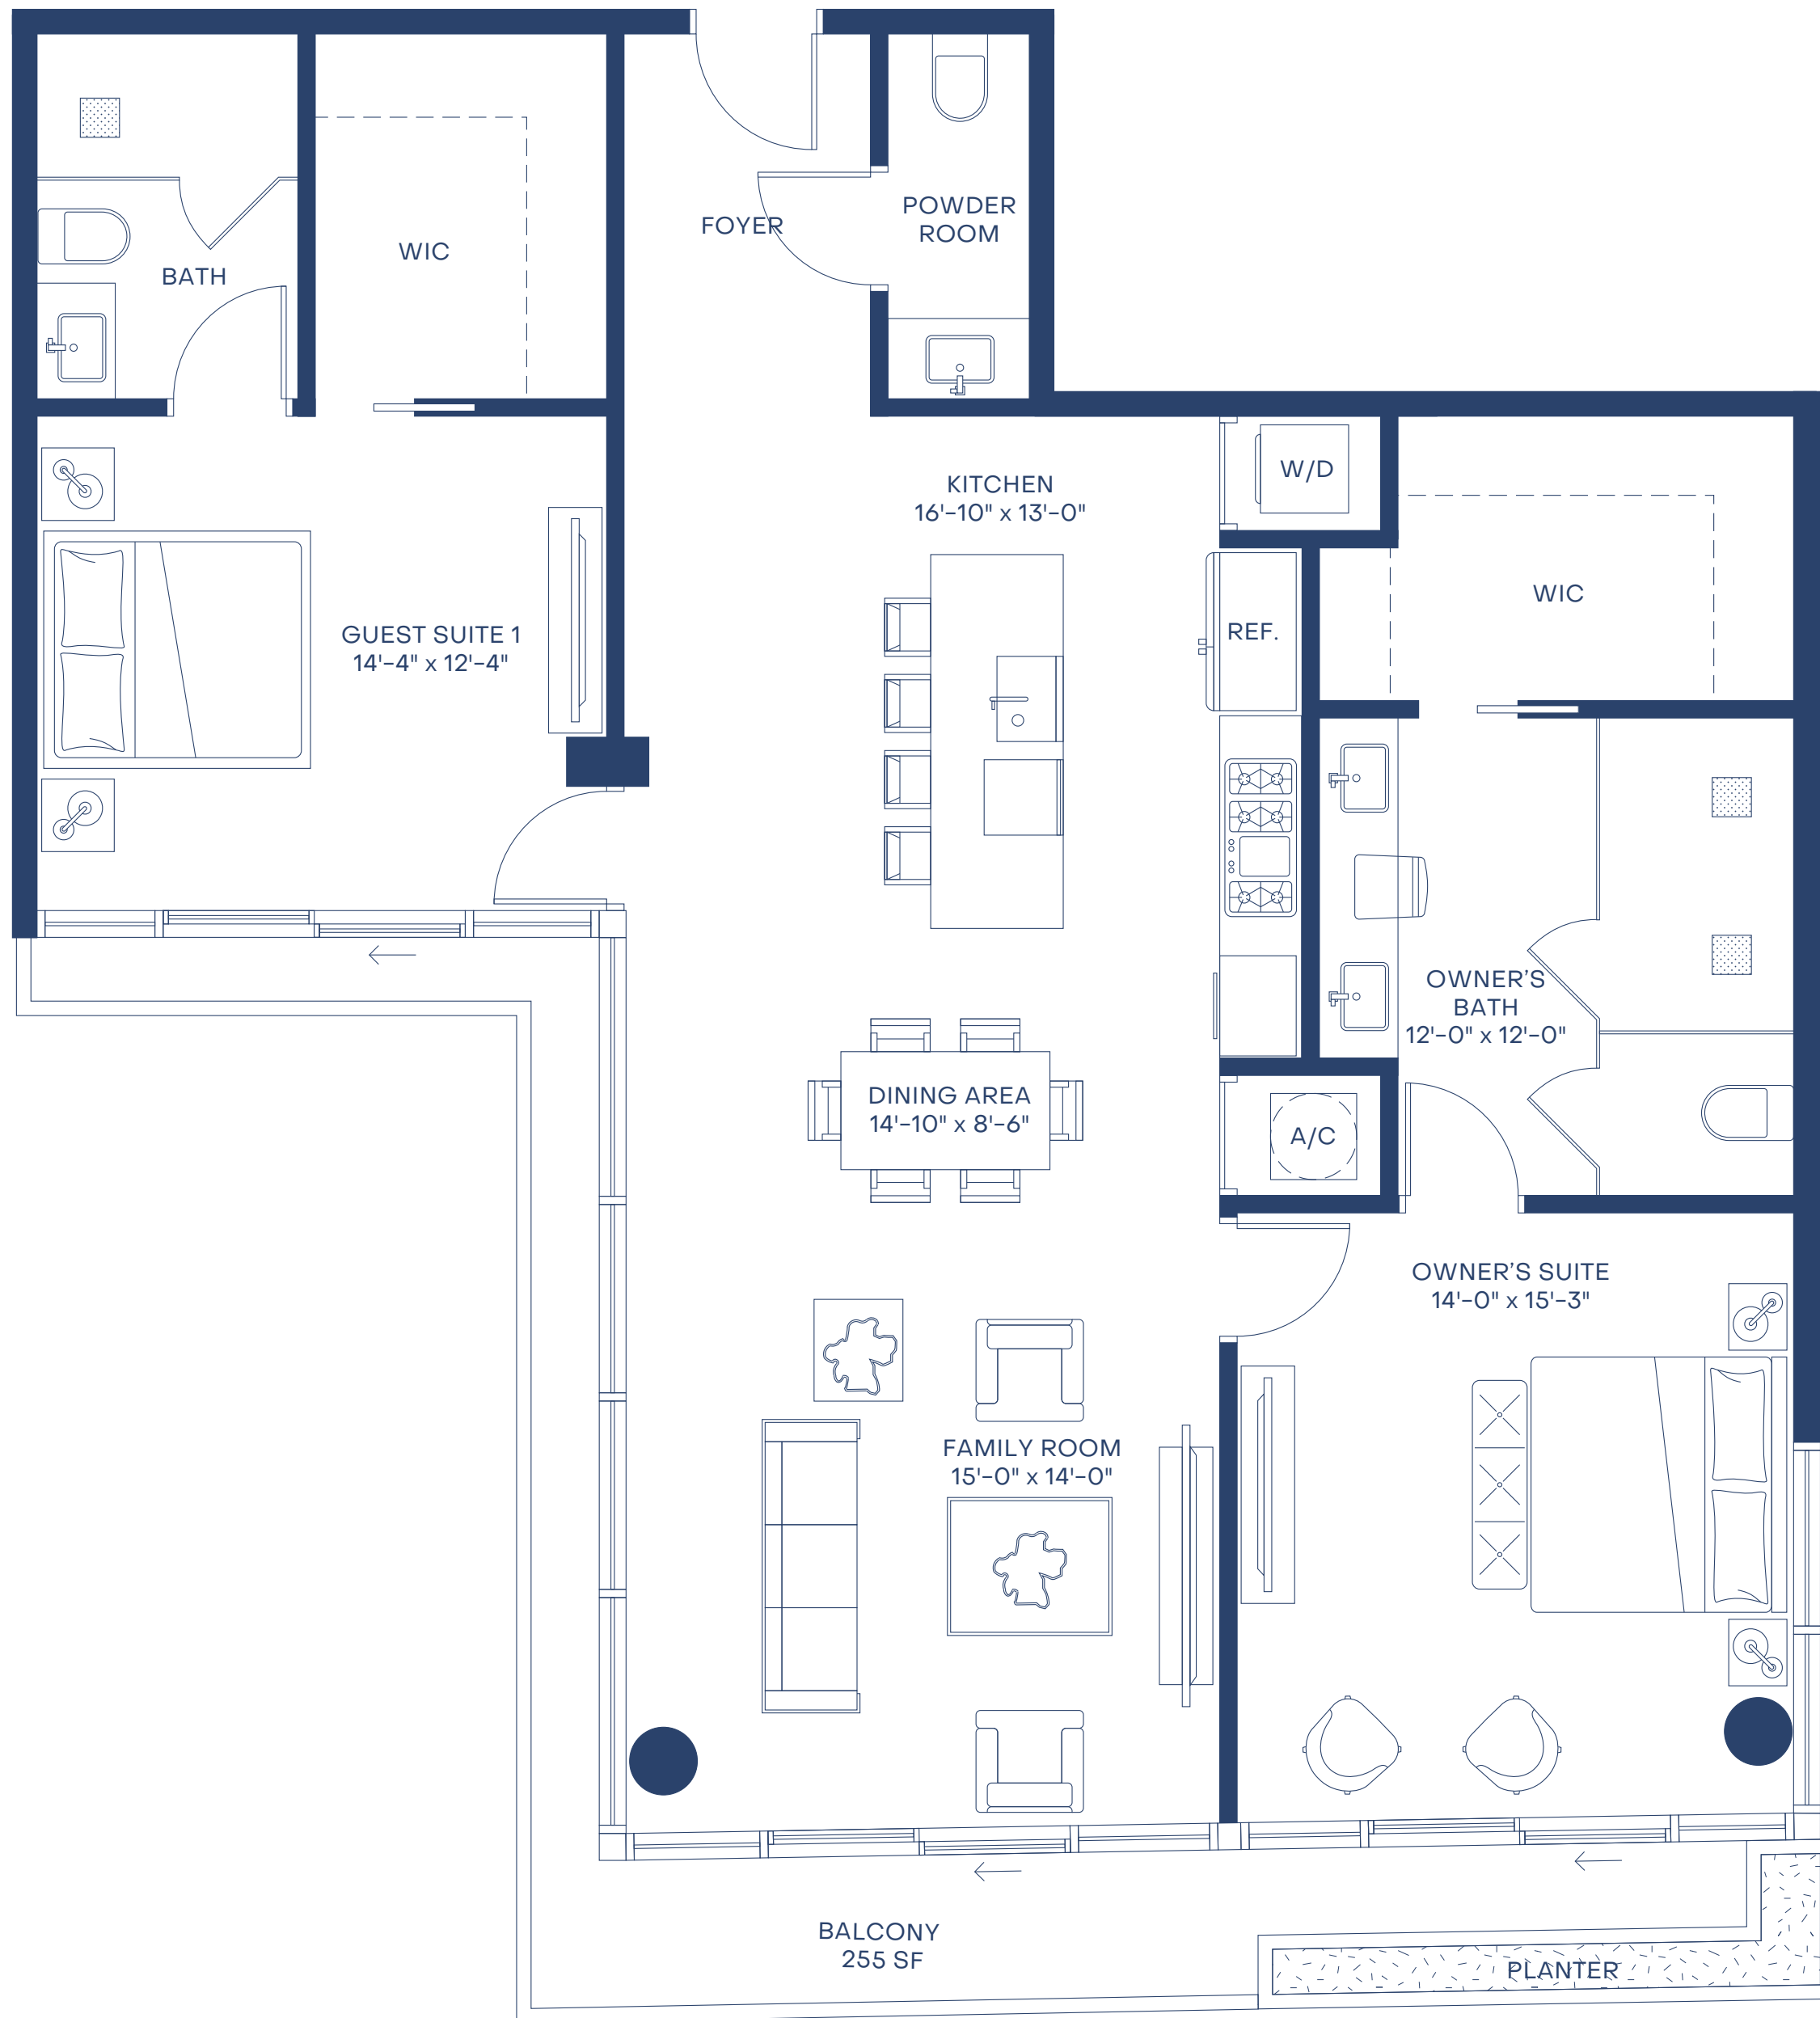 POWDER
ROOM
FOYER
WIC
BATH
W/D
KITCHEN
16'-10" x 13'-0"
WIC
REF.
GUEST SUITE 1
14'-4" x 12'-4"
OWNER'S
BATH
12'-0" x 12'-0"
DINING AREA
14'-10" x 8'-6"
A/C
OWNER'S SUITE
14'-0" x 15'-3"
FAMILY ROOM
15'-0" x 14'-0"
BALCONY
255 SF
PLANTER